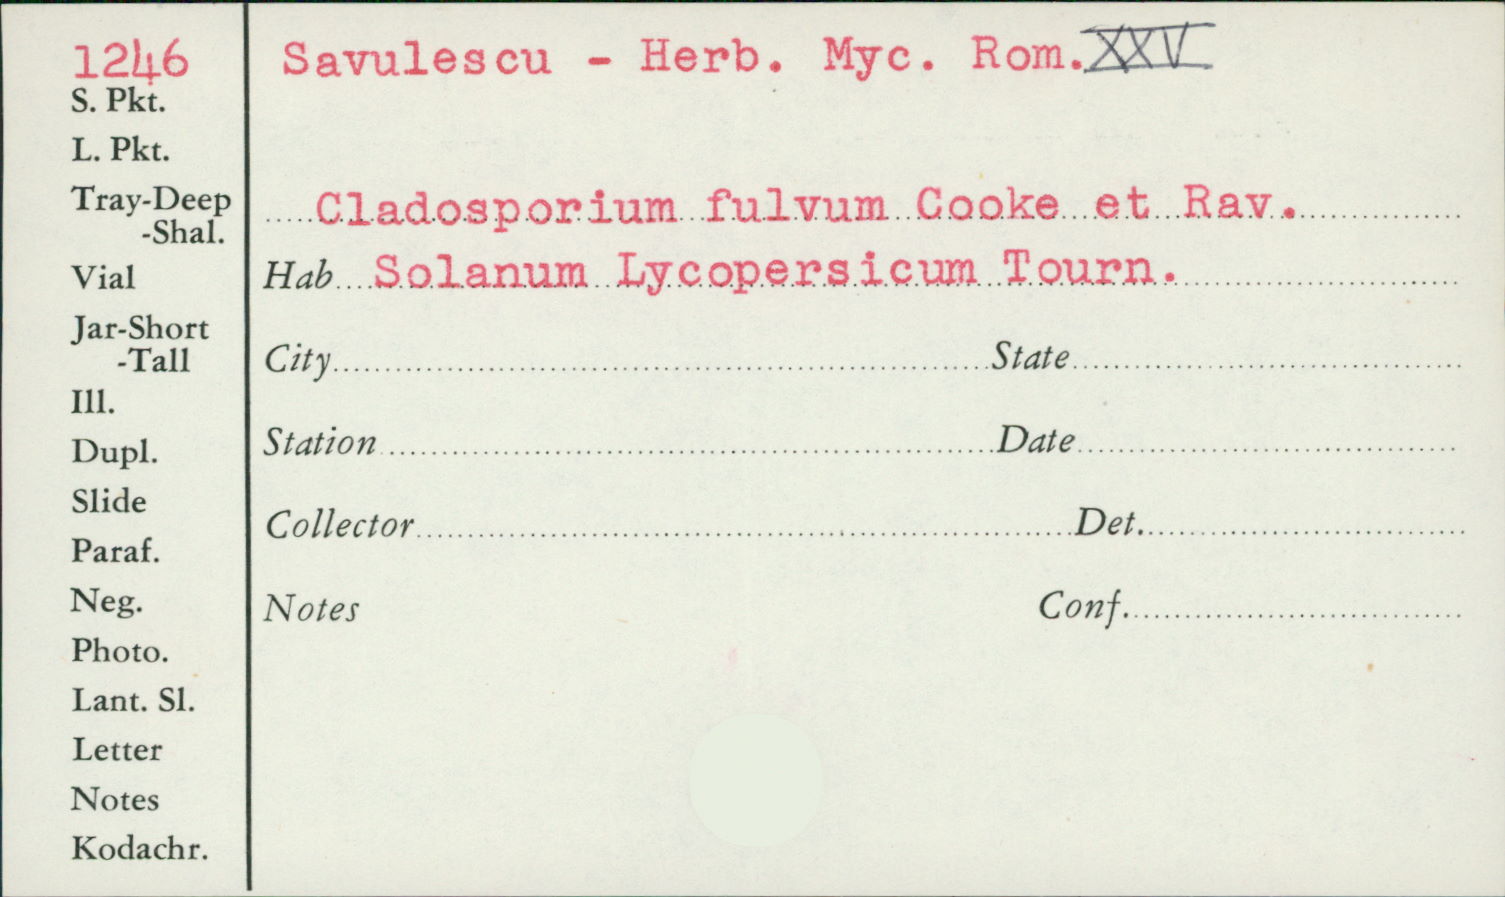 1246
Savulescu - Herb. Myc. Rom. XXV
S. Pkt.
L. Pkt.
Tray-Deep
-Shal.
Vial
Jar-Short
-Tall
Ill.
Dupl.
Slide
Paraf.
Neg.
Photo.
Lant. Sl.
Letter
Notes
Kodachr.
Cladosporium fulvum Cooke et Rav.
Hab Solanum Lycopersicum Tourn.
City State
Station Date
Collector Det.
Notes Conf.